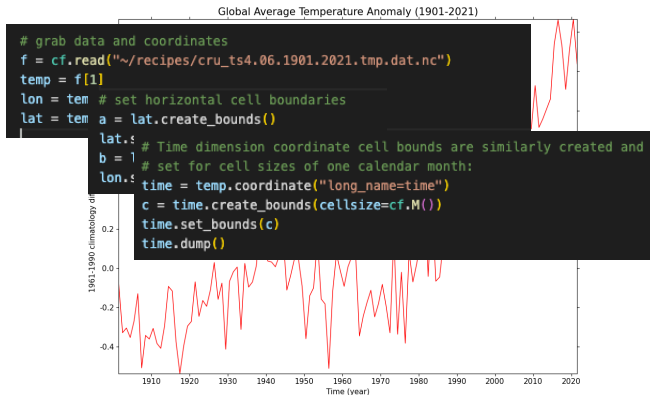 Global Average Temperature Anomaly (1901-2021)
# grab data and coordinates
f = cf.read("~/recipes/cru_ts4.06.1901.2021.tmp.dat.nc")
temp = f[1]
lon = tem
lat = tem
# set horizontal cell boundaries
a = lat.create_bounds()
lat.s
b = l
lon.s
# Time dimension coordinate cell bounds are similarly created and
# set for cell sizes of one calendar month:
time = temp.coordinate("long_name=time")
c = time.create_bounds(cellsize=cf.M())
time.set_bounds(c)
time.dump()
1961-1990 climatology
0.2
0.0
-0.2
-0.4
1910 1920 1930 1940 1950 1960 1970 1980 1990 2000 2010 2020
Time (year)